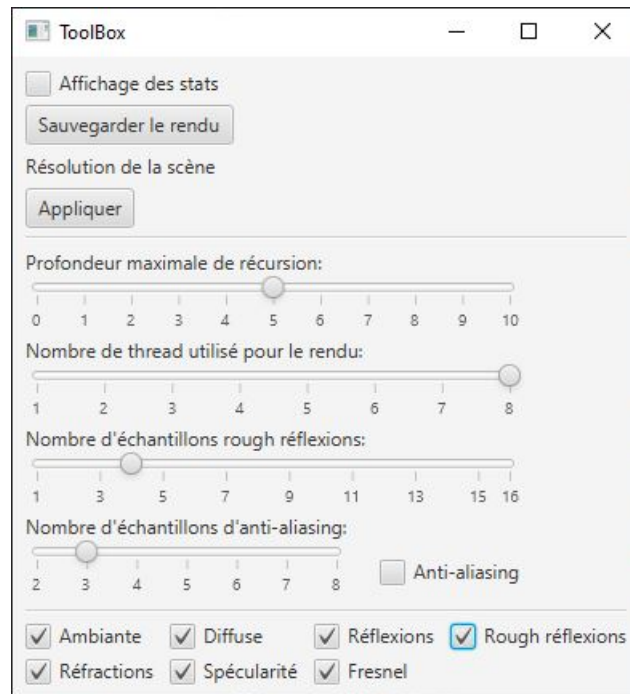 ToolBox
Affichage des stats
Sauvegarder le rendu
Résolution de la scène
Appliquer
Profondeur maximale de récursion:
0 1 2 3 4 5 6 7 8 9 10
Nombre de thread utilisé pour le rendu:
1 2 3 4 5 6 7 8
Nombre d'échantillons rough réflexions:
1 3 5 7 9 11 13 15 16
Nombre d'échantillons d'anti-aliasing:
2 3 4 5 6 7 8 Anti-aliasing
Ambiante Diffuse Réflexions Rough réflexions
Réfractions Spécularité Fresnel